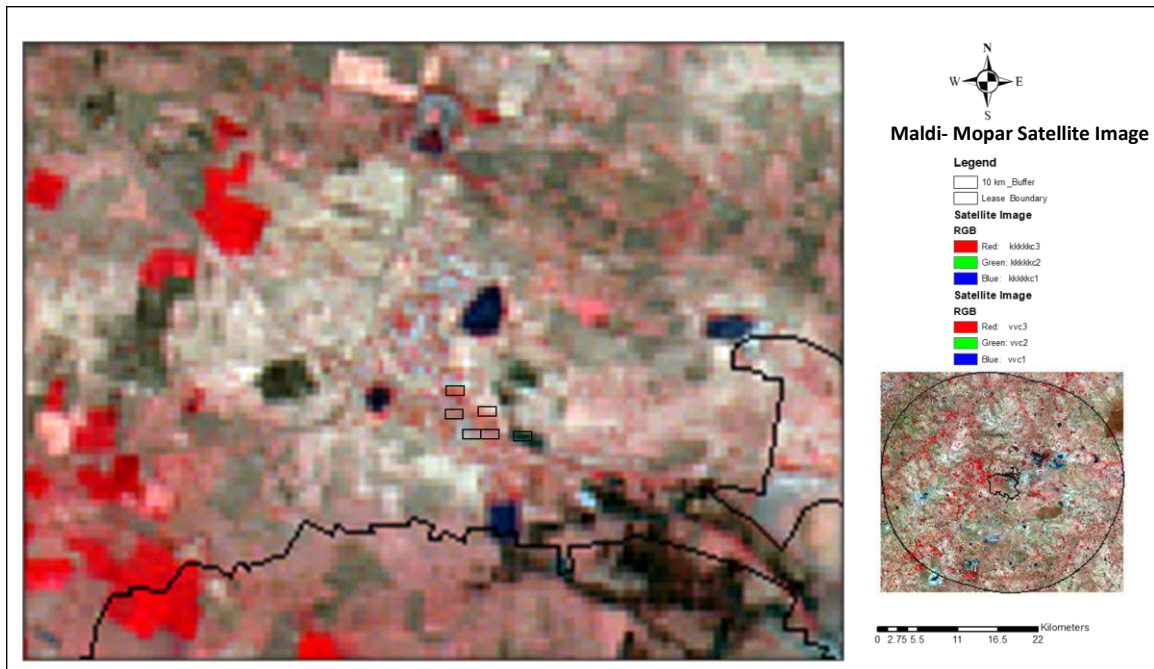 N
W E
S
Maldi- Mopar Satellite Image
Legend
10 km _Buffer
Lease Boundary
Satellite Image
RGB
Red: kkkkkc3
Green: kkkkkc2
Blue: kkkkkc1
Satellite Image
RGB
Red: vvc3
Green: vvc2
Blue: vvc1
Kilometers
0 2.75 5.5 11 16.5 22